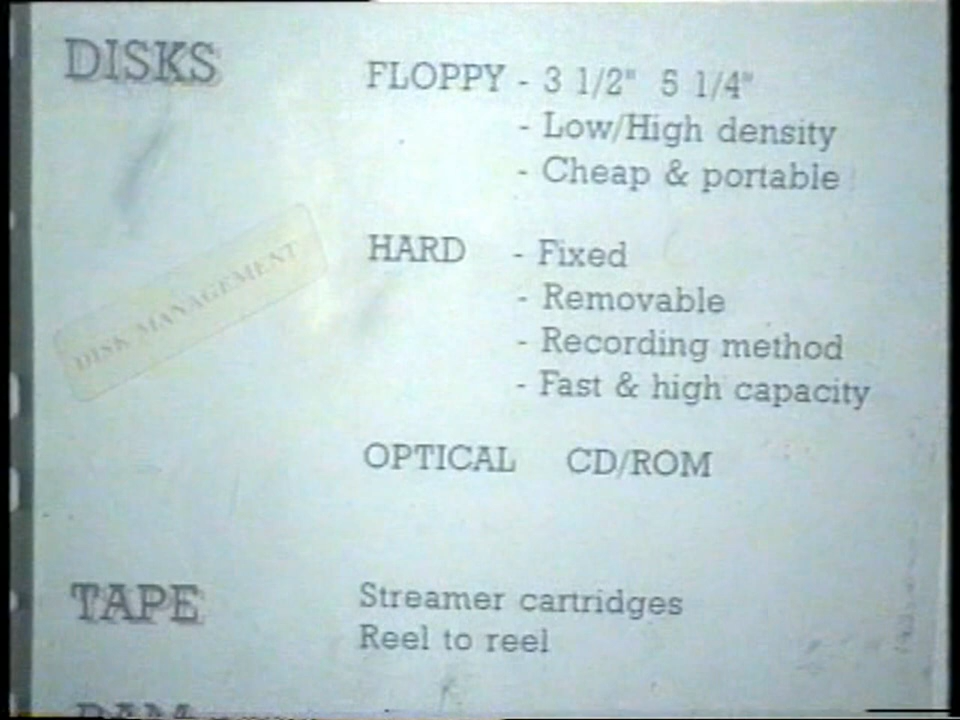 DISKS
FLOPPY - 3 1/2" 5 1/4"
- Low/High density
- Cheap & portable
DISK MANAGEMENT
HARD - Fixed
- Removable
- Recording method
- Fast & high capacity
OPTICAL CD/ROM
TAPE Streamer cartridges
Reel to reel